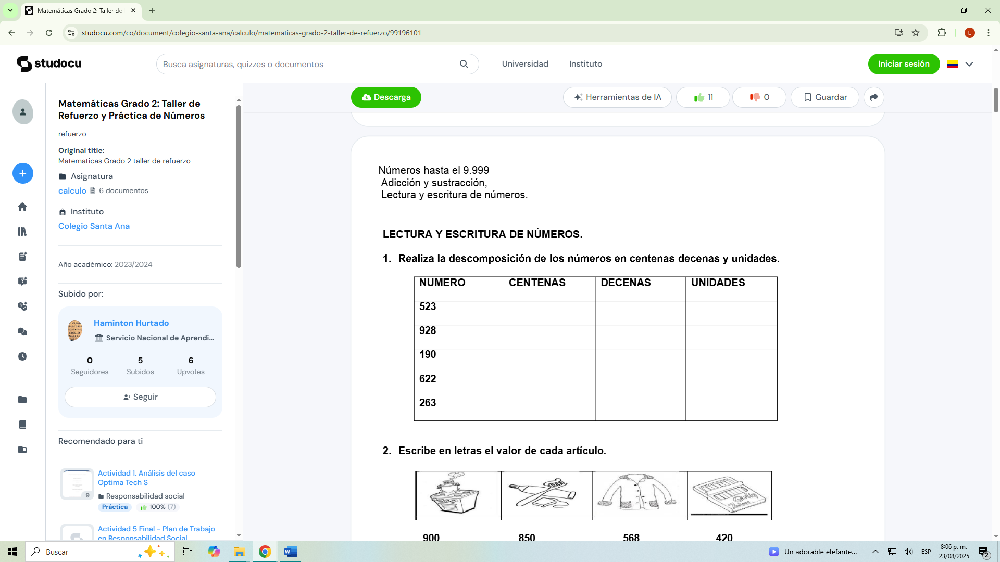 Matemáticas Grado 2: Taller de
studocu.com/co/document/colegio-santa-ana/calculo/matematicas-grado-2-taller-de-refuerzo/99196101
L
studocu
Busca asignaturas, quizzes o documentos
Universidad
Instituto
Iniciar sesión
Matemáticas Grado 2: Taller de
Refuerzo y Práctica de Números
refuerzo
Original title:
Matematicas Grado 2 taller de refuerzo
Asignatura
calculo 6 documentos
Instituto
Colegio Santa Ana
Año académico: 2023/2024
Subido por:
Haminton Hurtado
Servicio Nacional de Aprendi...
0 5 6
Seguidores Subidos Upvotes
Seguir
Recomendado para ti
Actividad 1. Análisis del caso
Optima Tech S
9
Responsabilidad social
Práctica 100% (7)
Actividad 5 Final - Plan de Trabajo
en Responsabilidad Social
Descarga
Herramientas de IA
11
0
Guardar
Números hasta el 9.999
Adicción y sustracción,
Lectura y escritura de números.
LECTURA Y ESCRITURA DE NÚMEROS.
1. Realiza la descomposición de los números en centenas decenas y unidades.
NUMERO CENTENAS DECENAS UNIDADES
523
928
190
622
263
2. Escribe en letras el valor de cada artículo.
900 850 568 420
Buscar
Un adorable elefante...
ESP
8:06 p. m.
23/08/2025
2